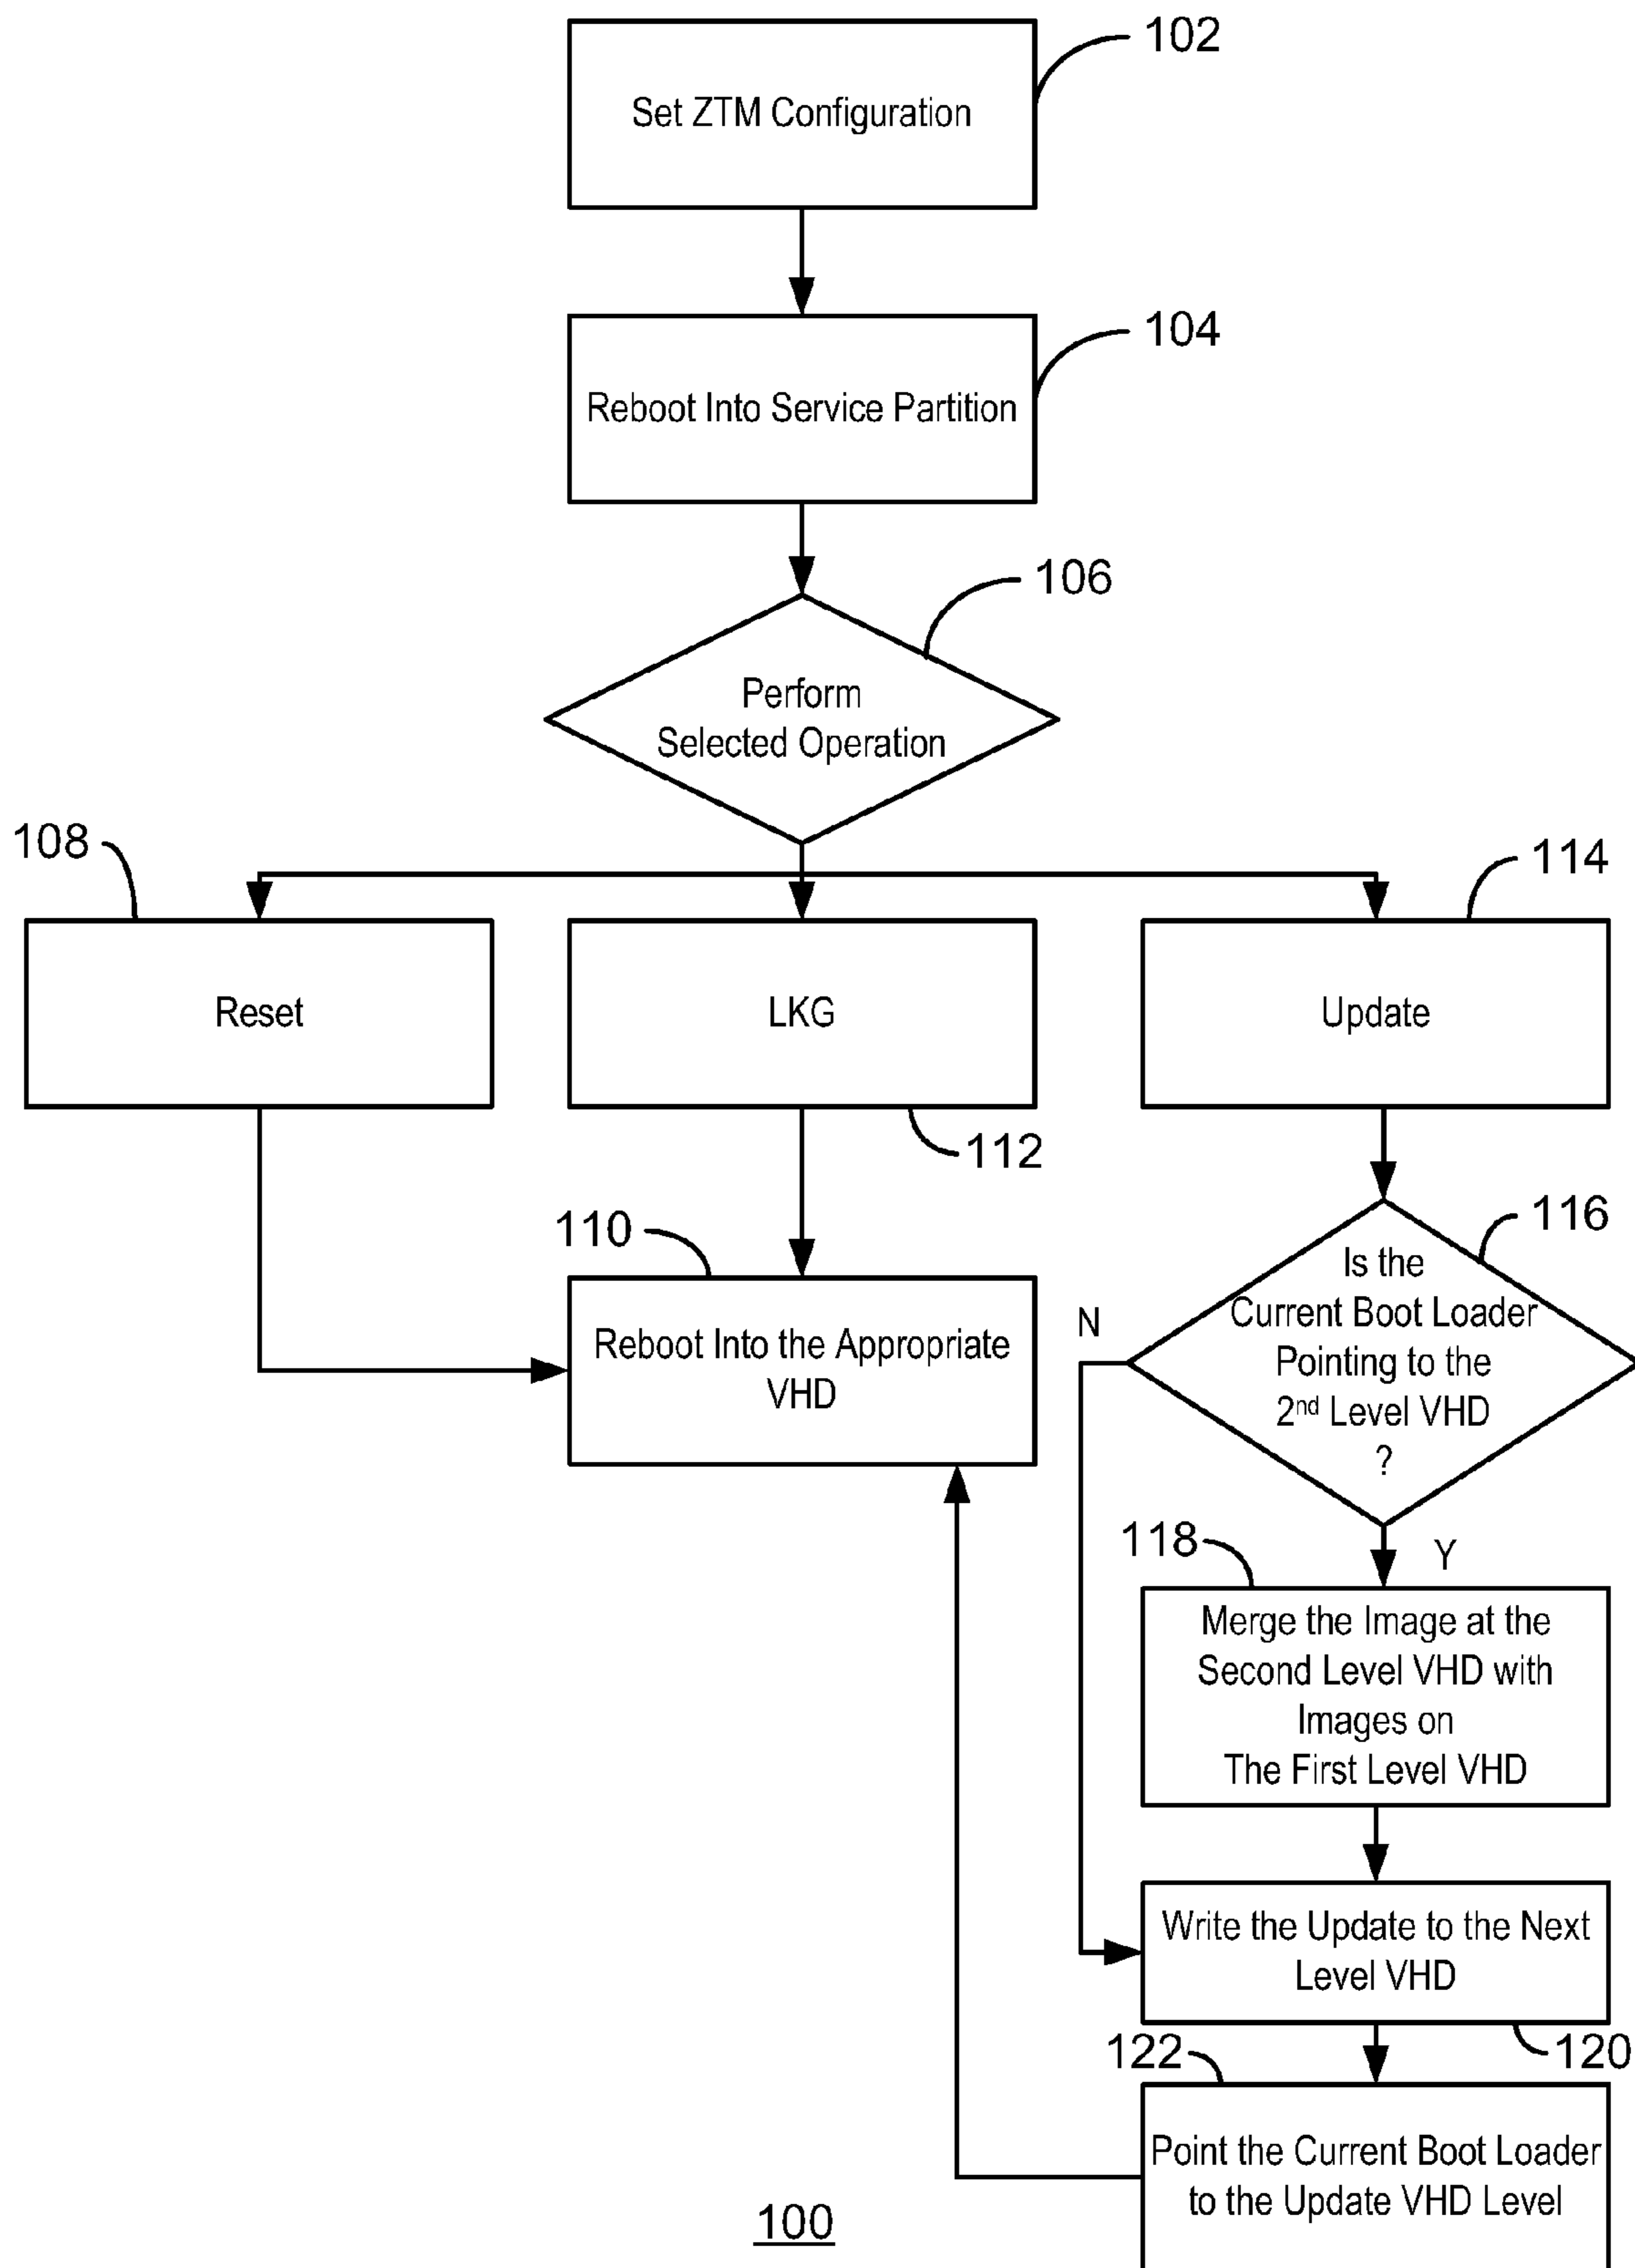 102
Set ZTM Configuration
104
Reboot Into Service Partition
106
Perform
Selected Operation
108
114
Reset
LKG
Update
112
110
116
Is the
Current Boot Loader
Pointing to the
2nd Level VHD
?
N
Reboot Into the Appropriate
VHD
118
Y
Merge the Image at the
Second Level VHD with
Images on
The First Level VHD
Write the Update to the Next
Level VHD
122
120
Point the Current Boot Loader
to the Update VHD Level
100